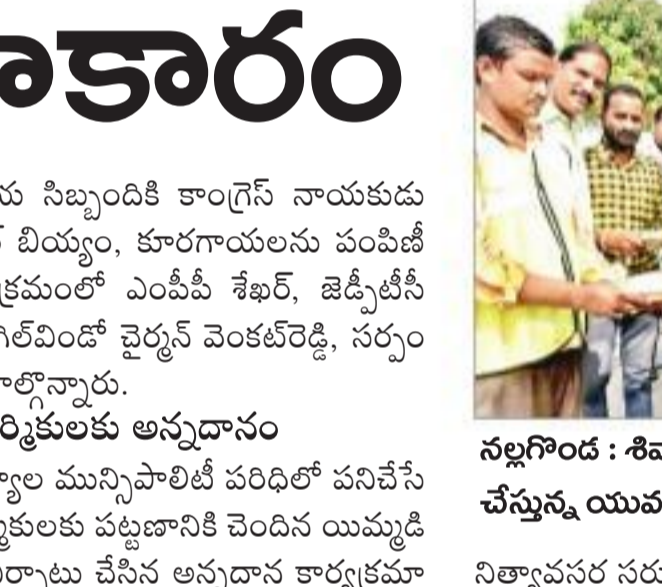 కారం
సిబ్బందికి కాంగ్రెస్ నాయకుడు
బియ్యం, కూరగాయలను పంపిణీ
క్రమంలో ఎంపీపీ శేఖర్, జెడ్పీటీసీ
గిల్‌విండో చైర్మన్ వెంకట్‌రెడ్డి, సర్పం
ాల్గొన్నారు.
ర్మికులకు అన్నదానం
్యాల మున్సిపాలిటీ పరిధిలో పనిచేసే
్మికులకు పట్టణానికి చెందిన యిమ్మడి
ర్పాటు చేసిన అన్నదాన కార్యక్రమా
నల్లగొండ : శివ
చేస్తున్న యువ
నిత్యావసర సరు